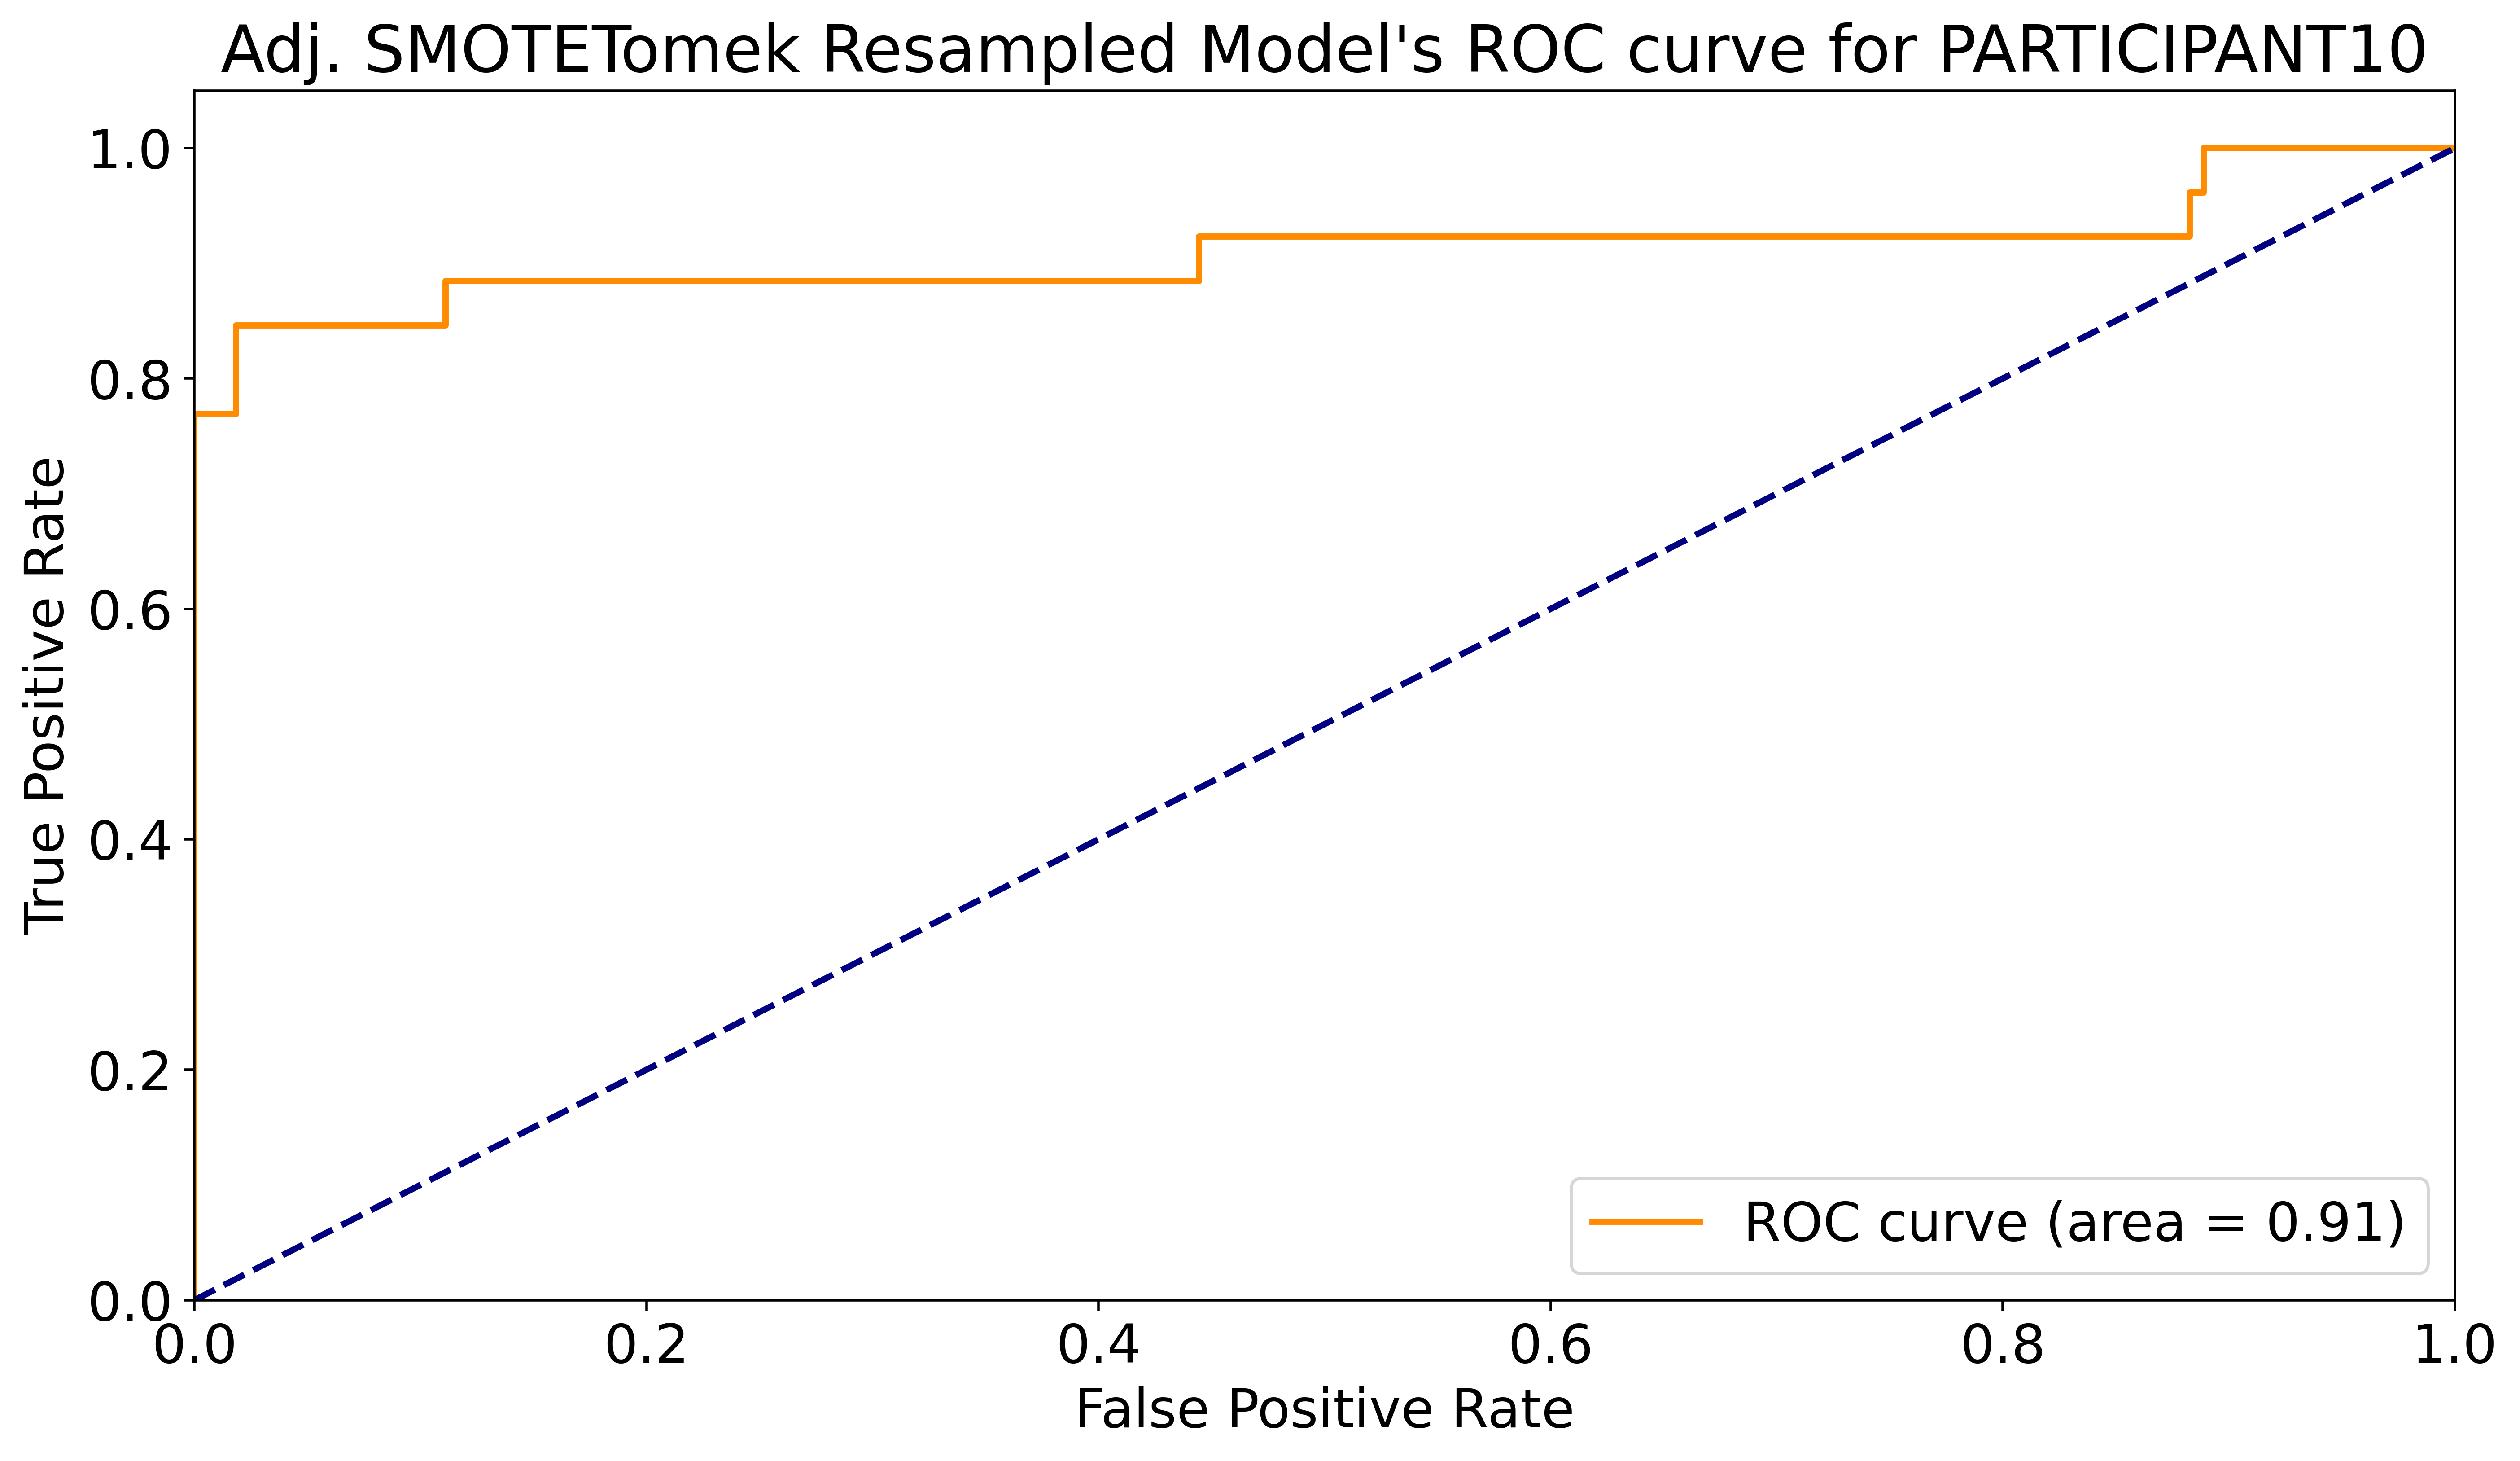 Adj. SMOTETomek Resampled Model's ROC curve for PARTICIPANT10
True Positive Rate
1.0
0.8
0.6
0.4
0.2
0.0
0.0 0.2 0.4 0.6 0.8 1.0
False Positive Rate
ROC curve (area = 0.91)